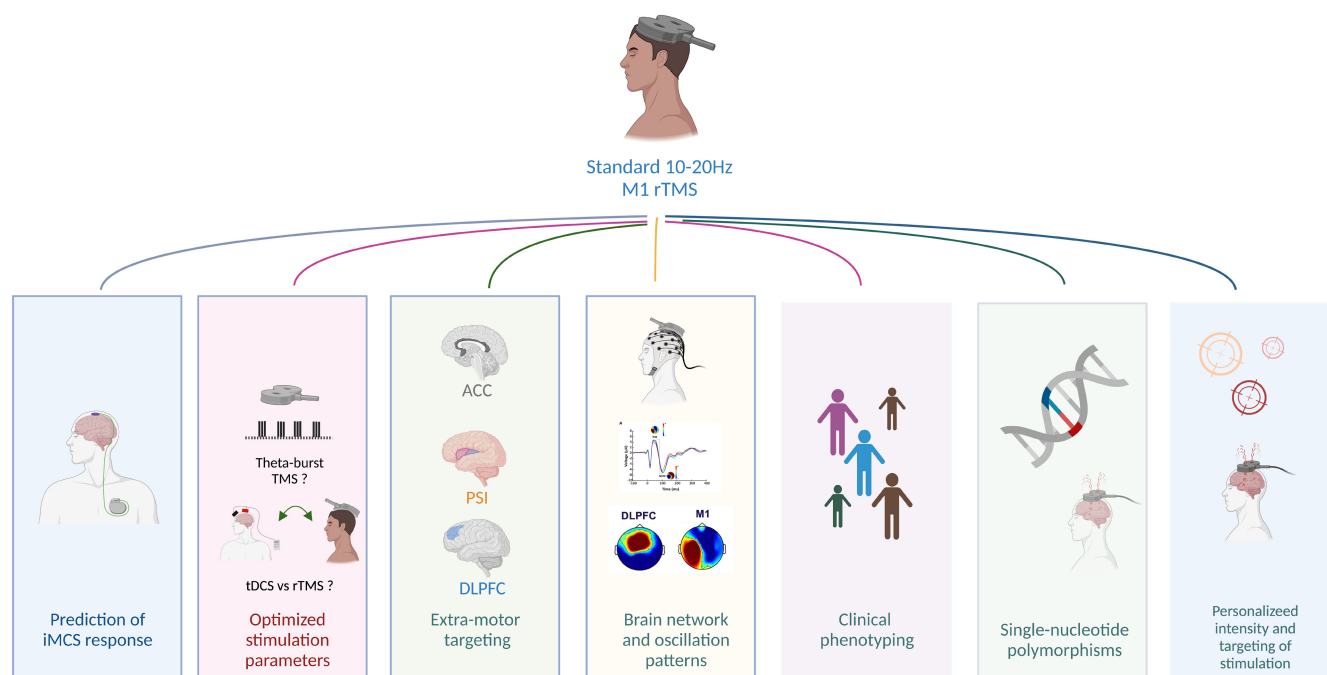 Standard 10-20Hz
M1 rTMS
Prediction of
iMCS response
Theta-burst
TMS ?
tDCS vs rTMS ?
Optimized
stimulation
parameters
ACC
PSI
DLPFC
Extra-motor
targeting
DLPFC
M1
Brain network
and oscillation
patterns
Clinical
phenotyping
Single-nucleotide
polymorphisms
Personalizeed
intensity and
targeting of
stimulation